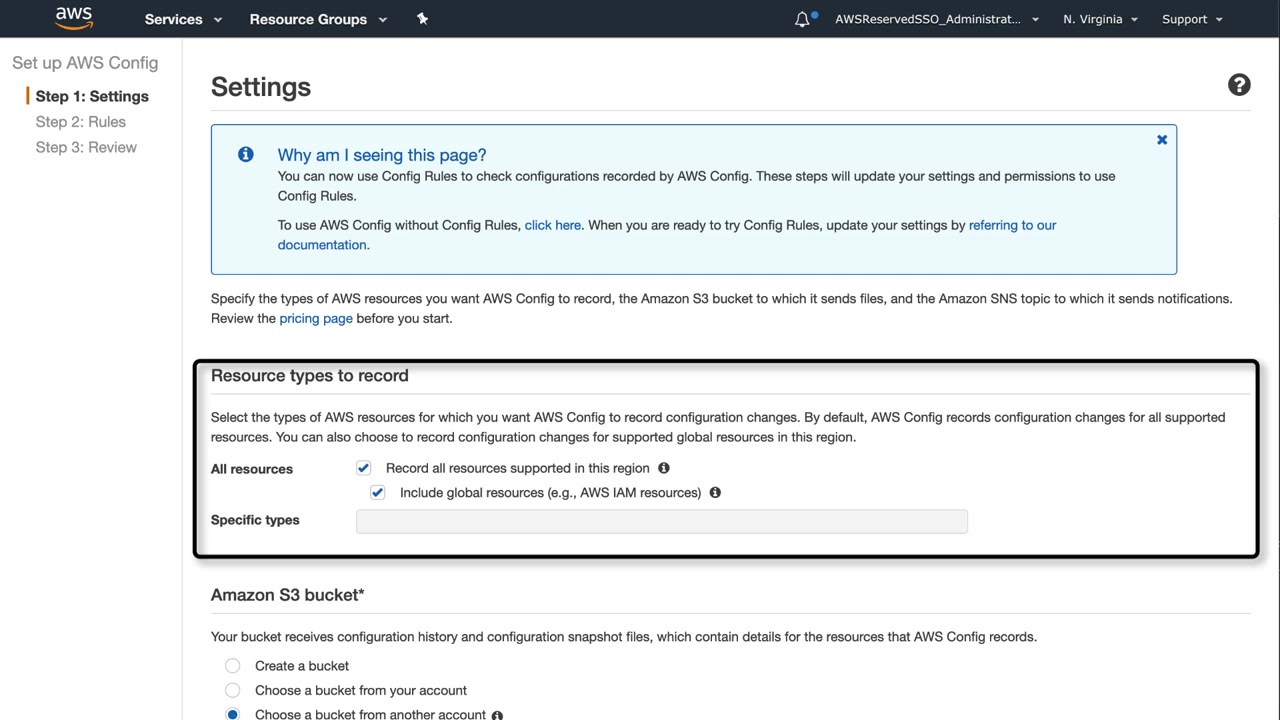 aws
Services
Resource Groups
AWSReservedSSO_Administrat...
N. Virginia
Support
Set up AWS Config
Step 1: Settings
Step 2: Rules
Step 3: Review
Settings
?
Why am I seeing this page?
You can now use Config Rules to check configurations recorded by AWS Config. These steps will update your settings and permissions to use
Config Rules.
To use AWS Config without Config Rules, click here. When you are ready to try Config Rules, update your settings by referring to our
documentation.
Specify the types of AWS resources you want AWS Config to record, the Amazon S3 bucket to which it sends files, and the Amazon SNS topic to which it sends notifications.
Review the pricing page before you start.
Resource types to record
Select the types of AWS resources for which you want AWS Config to record configuration changes. By default, AWS Config records configuration changes for all supported
resources. You can also choose to record configuration changes for supported global resources in this region.
All resources
Record all resources supported in this region
Include global resources (e.g., AWS IAM resources)
Specific types
Amazon S3 bucket*
Your bucket receives configuration history and configuration snapshot files, which contain details for the resources that AWS Config records.
Create a bucket
Choose a bucket from your account
Choose a bucket from another account